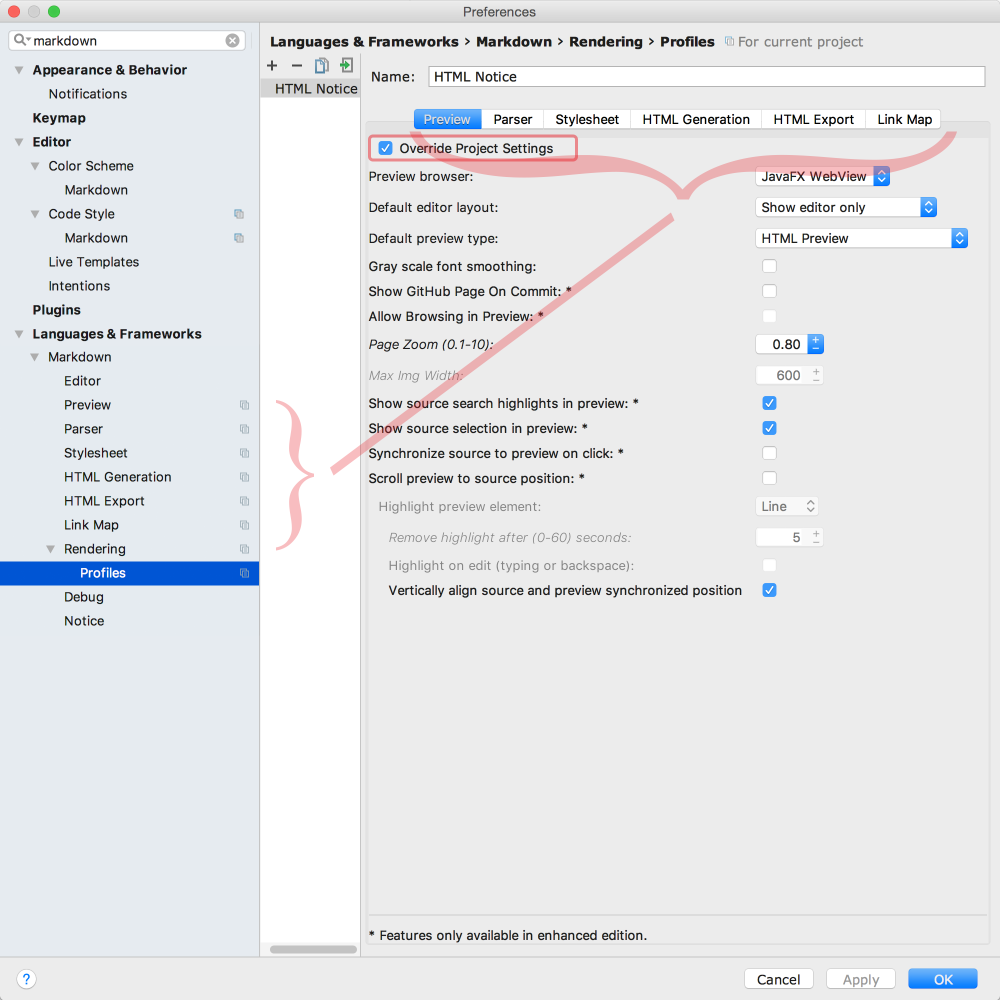 Preferences
markdown
Appearance & Behavior
Notifications
Keymap
Editor
Color Scheme
Markdown
Code Style
Markdown
Live Templates
Intentions
Plugins
Languages & Frameworks
Markdown
Editor
Preview
Parser
Stylesheet
HTML Generation
HTML Export
Link Map
Rendering
Profiles
Debug
Notice
Languages & Frameworks › Markdown › Rendering › Profiles For current project
HTML Notice
Name: HTML Notice
Preview Parser Stylesheet HTML Generation HTML Export Link Map
Override Project Settings
Preview browser: JavaFX WebView
Default editor layout: Show editor only
Default preview type: HTML Preview
Gray scale font smoothing:
Show GitHub Page On Commit: *
Allow Browsing in Preview: *
Page Zoom (0.1-10): 0.80
Max Img Width: 600
Show source search highlights in preview: *
Show source selection in preview: *
Synchronize source to preview on click: *
Scroll preview to source position: *
Highlight preview element: Line
Remove highlight after (0-60) seconds: 5
Highlight on edit (typing or backspace):
Vertically align source and preview synchronized position
* Features only available in enhanced edition.
? Cancel Apply OK